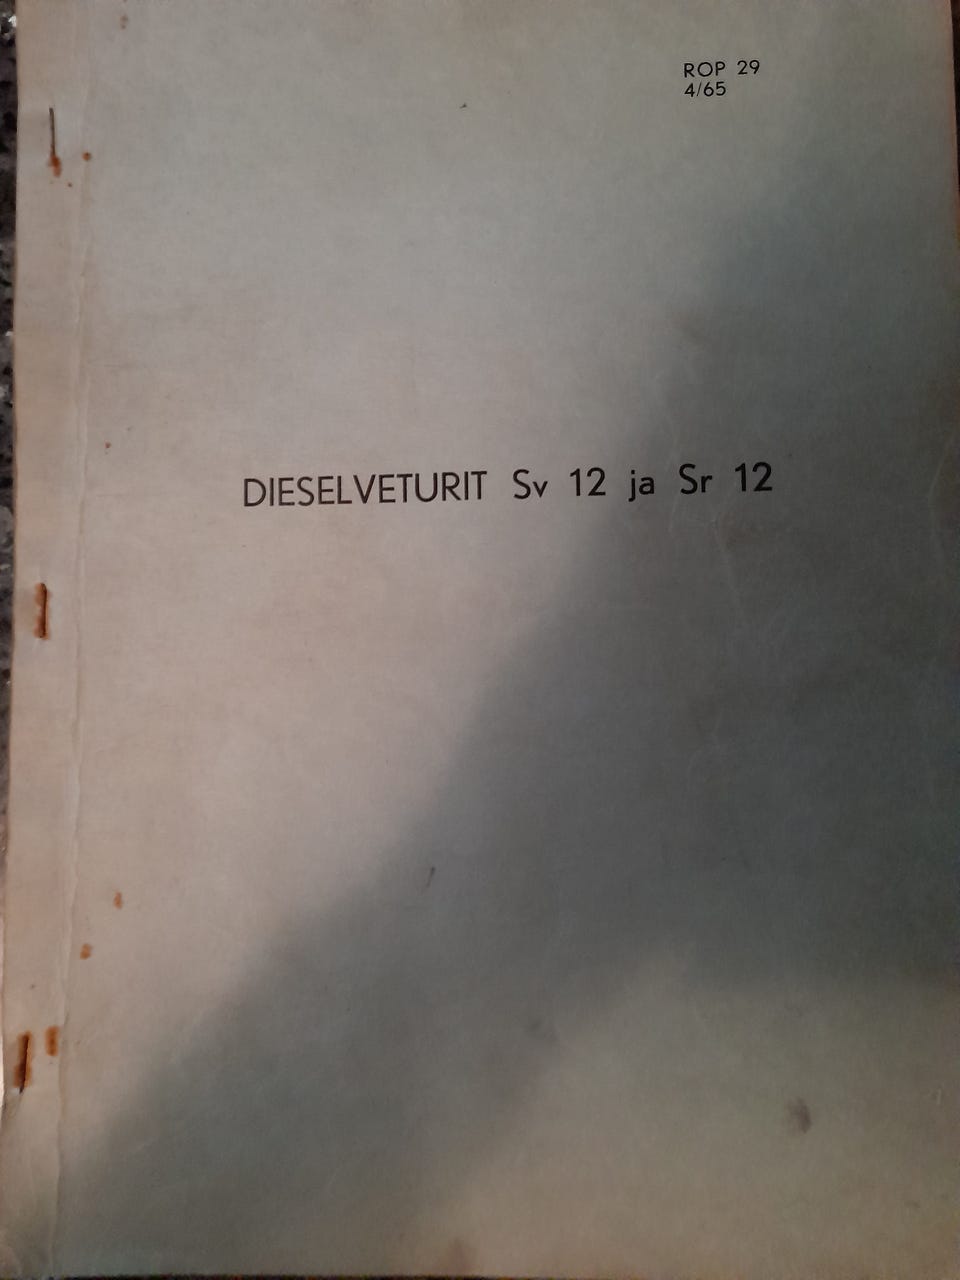 ROP 29
4/65
DIESELVETURIT Sv 12 ja Sr 12